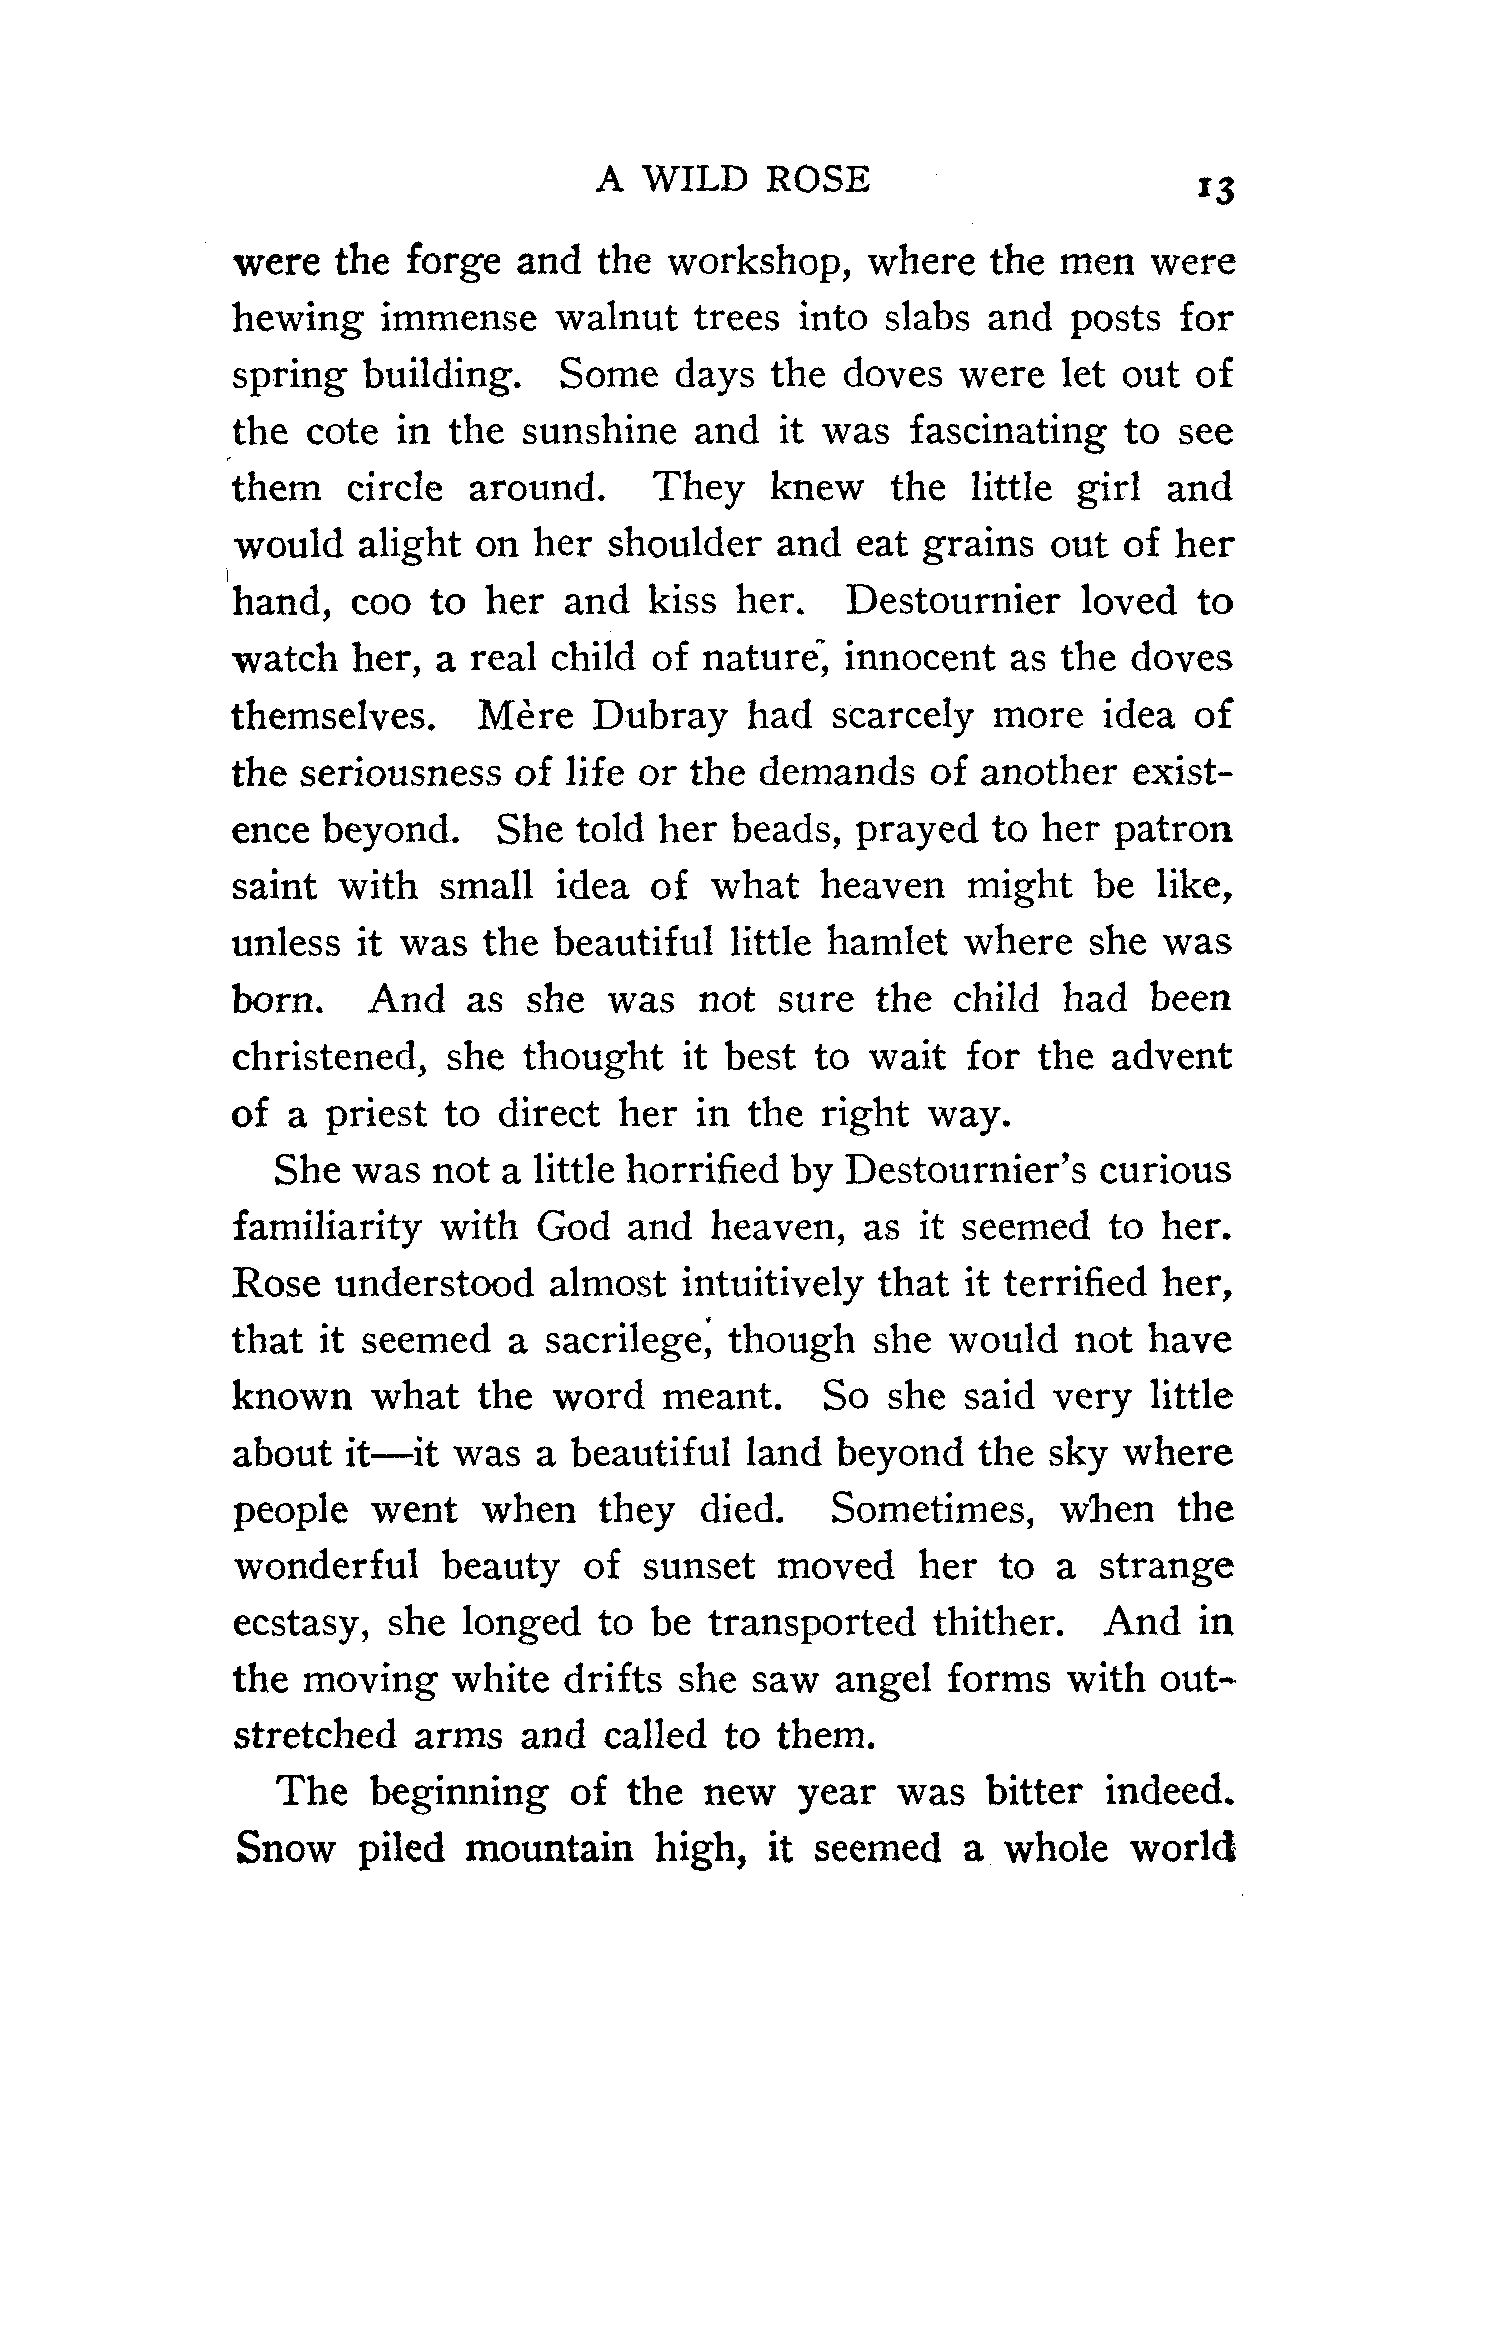 A WILD ROSE 13
were the forge and the workshop, where the men were
hewing immense walnut trees into slabs and posts for
spring building. Some days the doves were let out of
the cote in the sunshine and it was fascinating to see
them circle around. They knew the little girl and
would alight on her shoulder and eat grains out of her
hand, coo to her and kiss her. Destournier loved to
watch her, a real child of nature, innocent as the doves
themselves. Mère Dubray had scarcely more idea of
the seriousness of life or the demands of another exist-
ence beyond. She told her beads, prayed to her patron
saint with small idea of what heaven might be like,
unless it was the beautiful little hamlet where she was
born. And as she was not sure the child had been
christened, she thought it best to wait for the advent
of a priest to direct her in the right way.
She was not a little horrified by Destournier's curious
familiarity with God and heaven, as it seemed to her.
Rose understood almost intuitively that it terrified her,
that it seemed a sacrilege, though she would not have
known what the word meant. So she said very little
about it—it was a beautiful land beyond the sky where
people went when they died. Sometimes, when the
wonderful beauty of sunset moved her to a strange
ecstasy, she longed to be transported thither. And in
the moving white drifts she saw angel forms with out-
stretched arms and called to them.
The beginning of the new year was bitter indeed.
Snow piled mountain high, it seemed a whole world